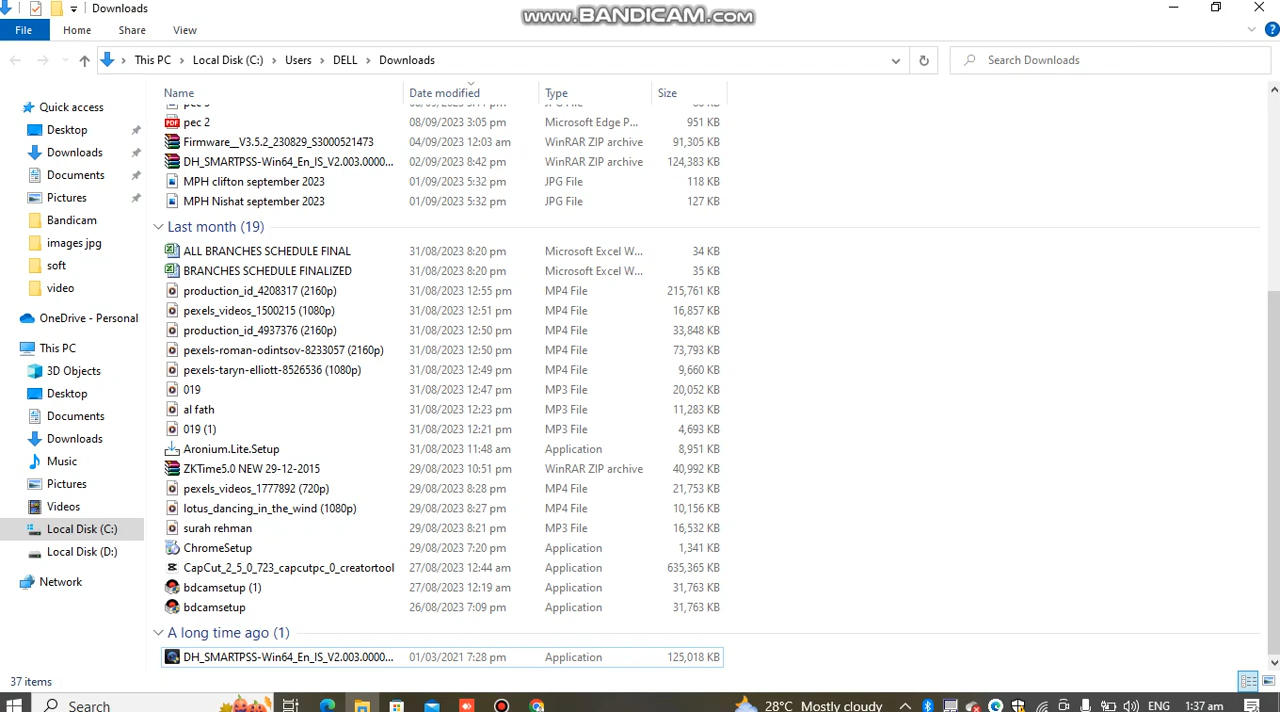 Downloads
www.BANDICAM.com
File Home Share View
This PC Local Disk (C:) Users DELL Downloads
Search Downloads
Name Date modified Type Size
Quick access
Desktop
Downloads
Documents
Pictures
Bandicam
images jpg
soft
video
OneDrive - Personal
This PC
3D Objects
Desktop
Documents
Downloads
Music
Pictures
Videos
Local Disk (C:)
Local Disk (D:)
Network
pec 2 08/09/2023 3:05 pm Microsoft Edge P... 951 KB
Firmware__V3.5.2_230829_S3000521473 04/09/2023 12:03 am WinRAR ZIP archive 91,305 KB
DH_SMARTPSS-Win64_En_IS_V2.003.0000... 02/09/2023 8:42 pm WinRAR ZIP archive 124,383 KB
MPH clifton september 2023 01/09/2023 5:32 pm JPG File 118 KB
MPH Nishat september 2023 01/09/2023 5:32 pm JPG File 127 KB
Last month (19)
ALL BRANCHES SCHEDULE FINAL 31/08/2023 8:20 pm Microsoft Excel W... 34 KB
BRANCHES SCHEDULE FINALIZED 31/08/2023 8:20 pm Microsoft Excel W... 35 KB
production_id_4208317 (2160p) 31/08/2023 12:55 pm MP4 File 215,761 KB
pexels_videos_1500215 (1080p) 31/08/2023 12:51 pm MP4 File 16,857 KB
production_id_4937376 (2160p) 31/08/2023 12:50 pm MP4 File 33,848 KB
pexels-roman-odintsov-8233057 (2160p) 31/08/2023 12:50 pm MP4 File 73,793 KB
pexels-taryn-elliott-8526536 (1080p) 31/08/2023 12:49 pm MP4 File 9,660 KB
019 31/08/2023 12:47 pm MP3 File 20,052 KB
al fath 31/08/2023 12:23 pm MP3 File 11,283 KB
019 (1) 31/08/2023 12:21 pm MP3 File 4,693 KB
Aronium.Lite.Setup 31/08/2023 11:48 am Application 8,951 KB
ZKTime5.0 NEW 29-12-2015 29/08/2023 10:51 pm WinRAR ZIP archive 40,992 KB
pexels_videos_1777892 (720p) 29/08/2023 8:28 pm MP4 File 21,753 KB
lotus_dancing_in_the_wind (1080p) 29/08/2023 8:27 pm MP4 File 10,156 KB
surah rehman 29/08/2023 8:21 pm MP3 File 16,532 KB
ChromeSetup 29/08/2023 7:20 pm Application 1,341 KB
CapCut_2_5_0_723_capcutpc_0_creatortool 27/08/2023 12:44 am Application 635,365 KB
bdcamsetup (1) 27/08/2023 12:19 am Application 31,763 KB
bdcamsetup 26/08/2023 7:09 pm Application 31,763 KB
A long time ago (1)
DH_SMARTPSS-Win64_En_IS_V2.003.0000... 01/03/2021 7:28 pm Application 125,018 KB
37 items
Search 28°C Mostly cloudy ENG 1:37 am